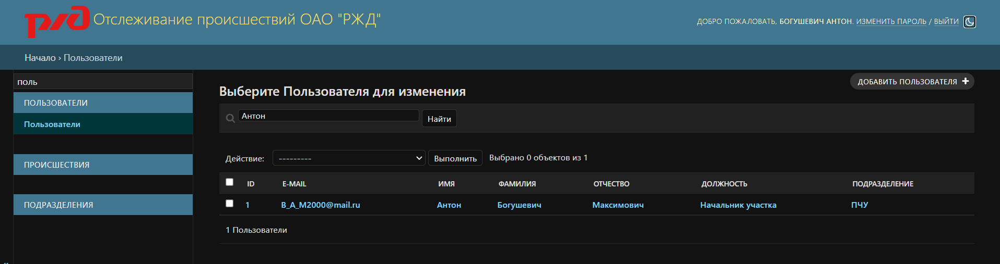 ржд Отслеживание происшествий ОАО "РЖД"
ДОБРО ПОЖАЛОВАТЬ, БОГУШЕВИЧ АНТОН. ИЗМЕНИТЬ ПАРОЛЬ / ВЫЙТИ
Начало › Пользователи
поль
ПОЛЬЗОВАТЕЛИ
Пользователи
ПРОИСШЕСТВИЯ
ПОДРАЗДЕЛЕНИЯ
ДОБАВИТЬ ПОЛЬЗОВАТЕЛЯ +
Выберите Пользователя для изменения
Антон Найти
Действие: --------- Выполнить Выбрано 0 объектов из 1
ID E-MAIL ИМЯ ФАМИЛИЯ ОТЧЕСТВО ДОЛЖНОСТЬ ПОДРАЗДЕЛЕНИЕ
1 B_A_M2000@mail.ru Антон Богушевич Максимович Начальник участка ПЧУ
1 Пользователи